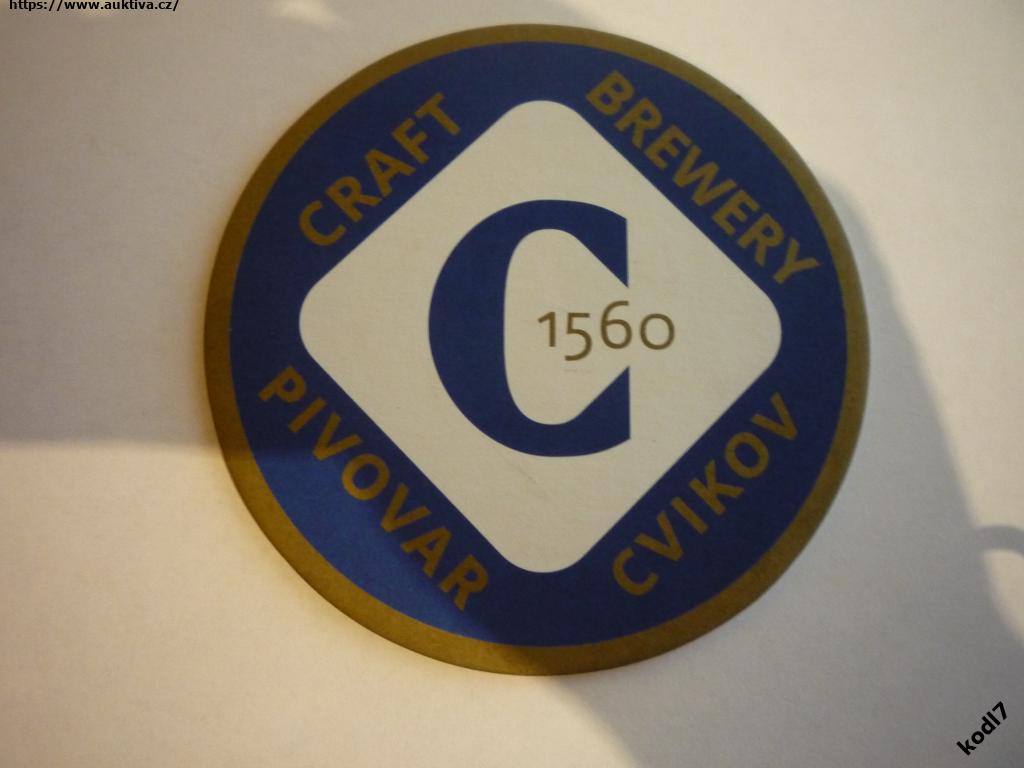 https://www.auktiva.cz/
CRAFT BREWERY
C
1560
PIVOVAR CVIKOV
kodl7